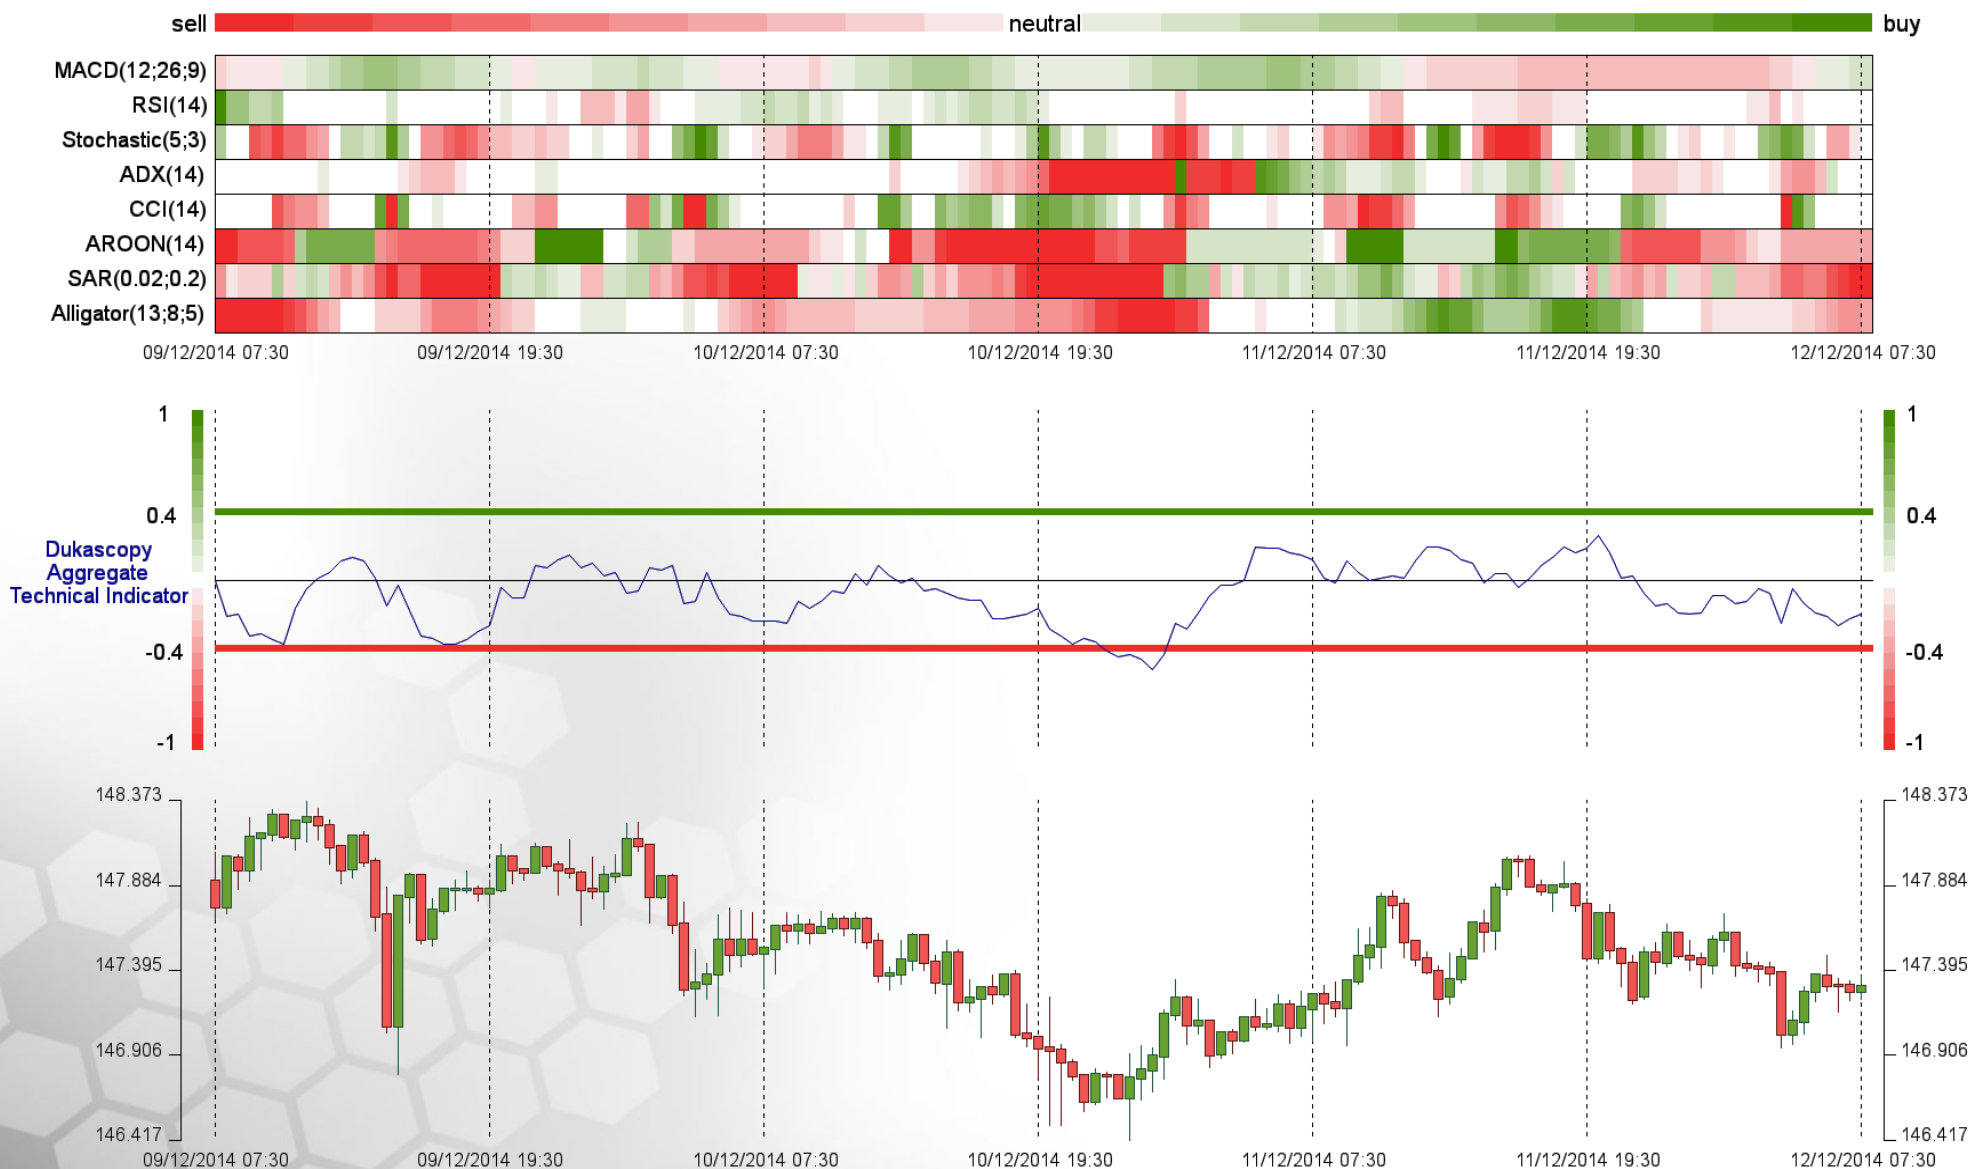 sell neutral buy
MACD(12;26;9)
RSI(14)
Stochastic(5;3)
ADX(14)
CCI(14)
AROON(14)
SAR(0.02;0.2)
Alligator(13;8;5)
09/12/2014 07:30 09/12/2014 19:30 10/12/2014 07:30 10/12/2014 19:30 11/12/2014 07:30 11/12/2014 19:30 12/12/2014 07:30
1 1
0.4 0.4
Dukascopy
Aggregate
Technical Indicator
-0.4 -0.4
-1 -1
148.373 148.373
147.884 147.884
147.395 147.395
146.906 146.906
146.417 146.417
09/12/2014 07:30 09/12/2014 19:30 10/12/2014 07:30 10/12/2014 19:30 11/12/2014 07:30 11/12/2014 19:30 12/12/2014 07:30